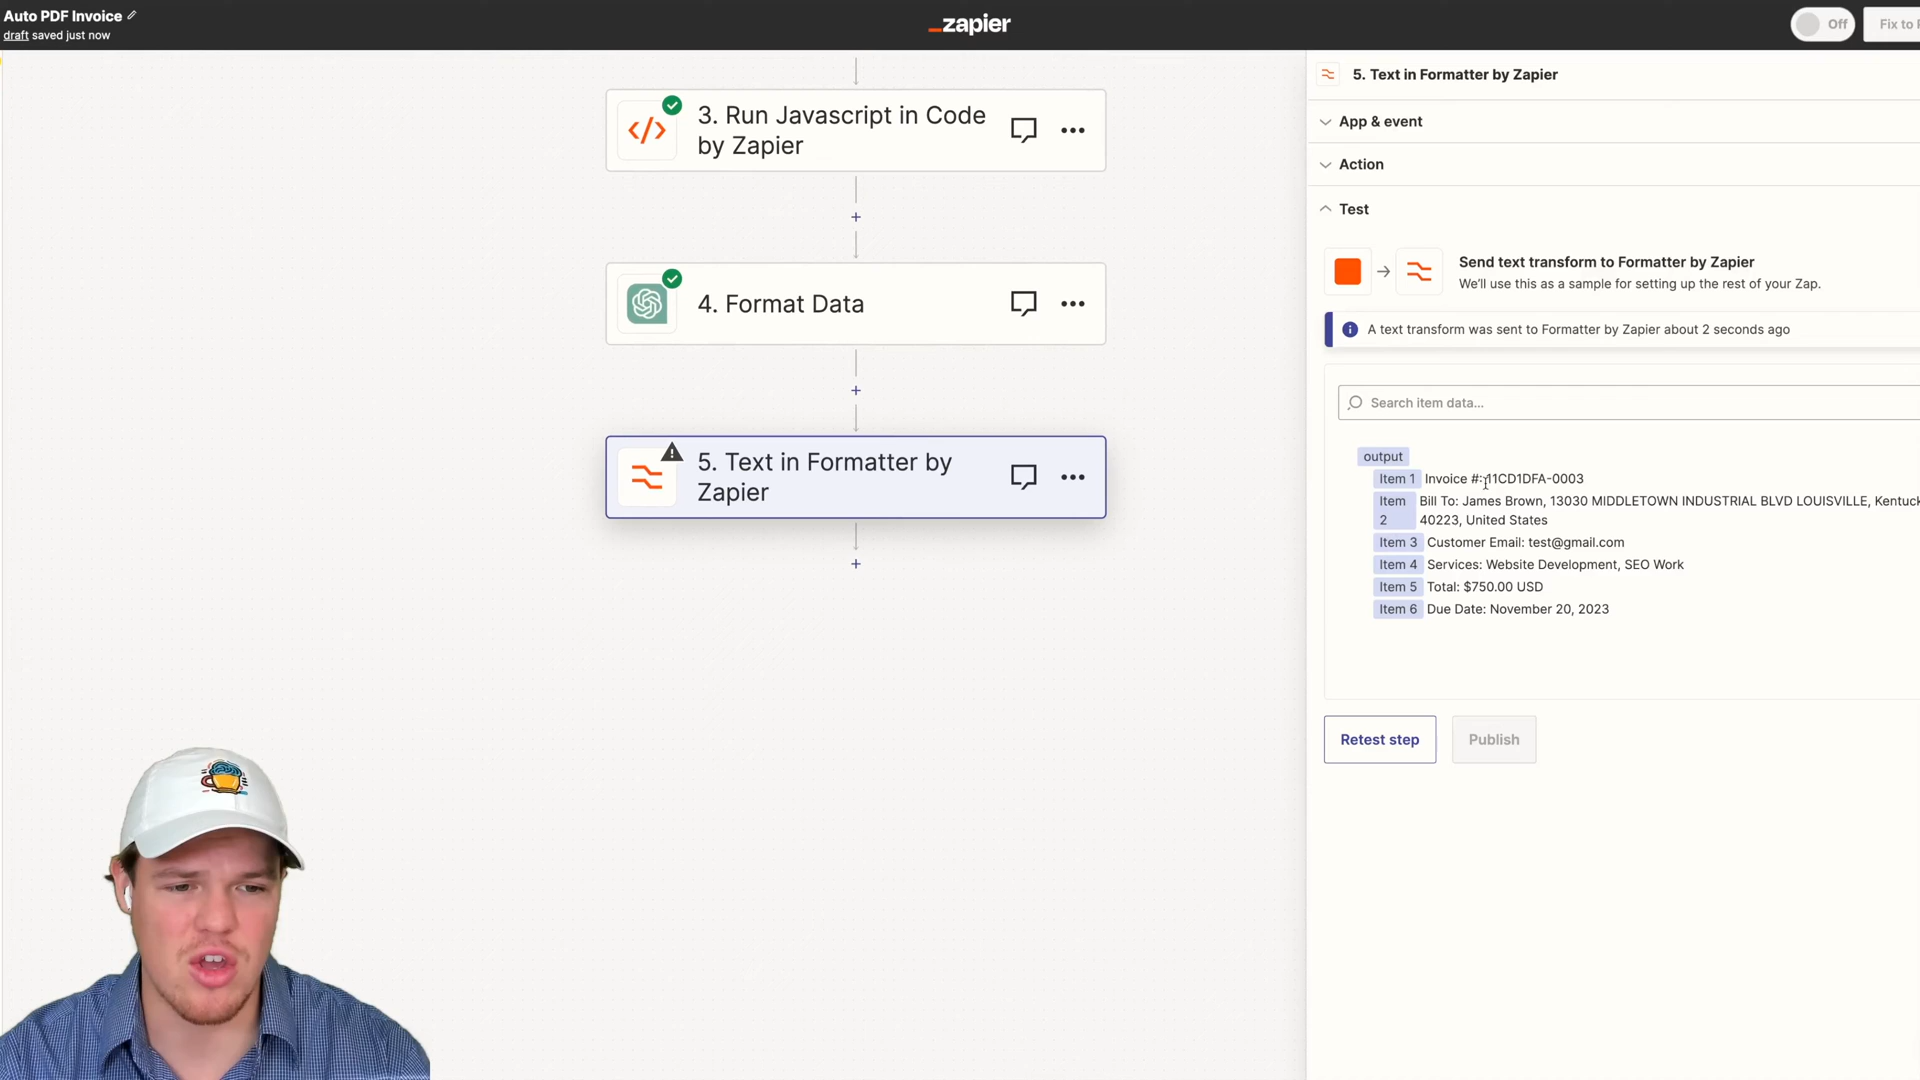 Auto PDF Invoice
draft saved just now
zapier
Off
Fix to
3. Run Javascript in Code
by Zapier
4. Format Data
5. Text in Formatter by
Zapier
5. Text in Formatter by Zapier
App & event
Action
Test
Send text transform to Formatter by Zapier
We'll use this as a sample for setting up the rest of your Zap.
A text transform was sent to Formatter by Zapier about 2 seconds ago
Search item data...
output
Item 1 Invoice #: 11CD1DFA-0003
Item Bill To: James Brown, 13030 MIDDLETOWN INDUSTRIAL BLVD LOUISVILLE,
2 40223, United States
Item 3 Customer Email: test@gmail.com
Item 4 Services: Website Development, SEO Work
Item 5 Total: $750.00 USD
Item 6 Due Date: November 20, 2023
Retest step
Publish